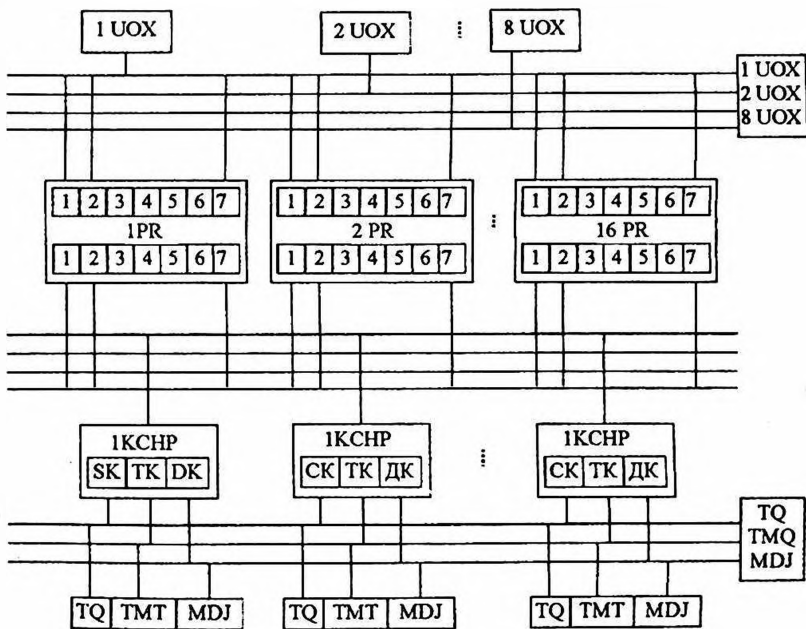 1 UOX 2 UOX 8 UOX
1 UOX
2 UOX
8 UOX
1 2 3 4 5 6 7 1 2 3 4 5 6 7 1 2 3 4 5 6 7
1PR 2 PR 16 PR
1 2 3 4 5 6 7 1 2 3 4 5 6 7 1 2 3 4 5 6 7
1KCHP 1KCHP 1KCHP
SK TK DK СК ТК ДК СК ТК ДК
TQ
TMQ
MDJ
TQ TMT MDJ TQ TMT MDJ TQ TMT MDJ